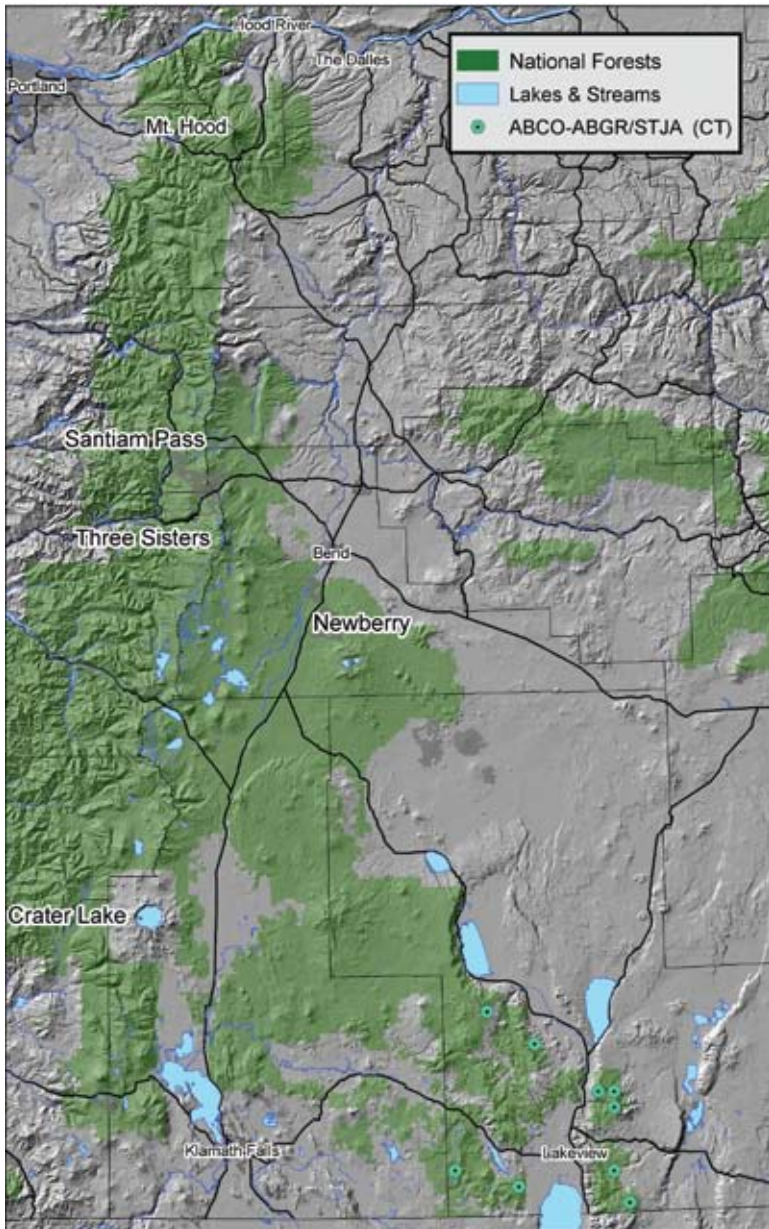 Hood River
The Dalles
Portland
Mt. Hood
National Forests
Lakes & Streams
ABCO-ABGR/STJA (CT)
Santiam Pass
Three Sisters
Bend
Newberry
Crater Lake
Klamath Falls
Lakeview